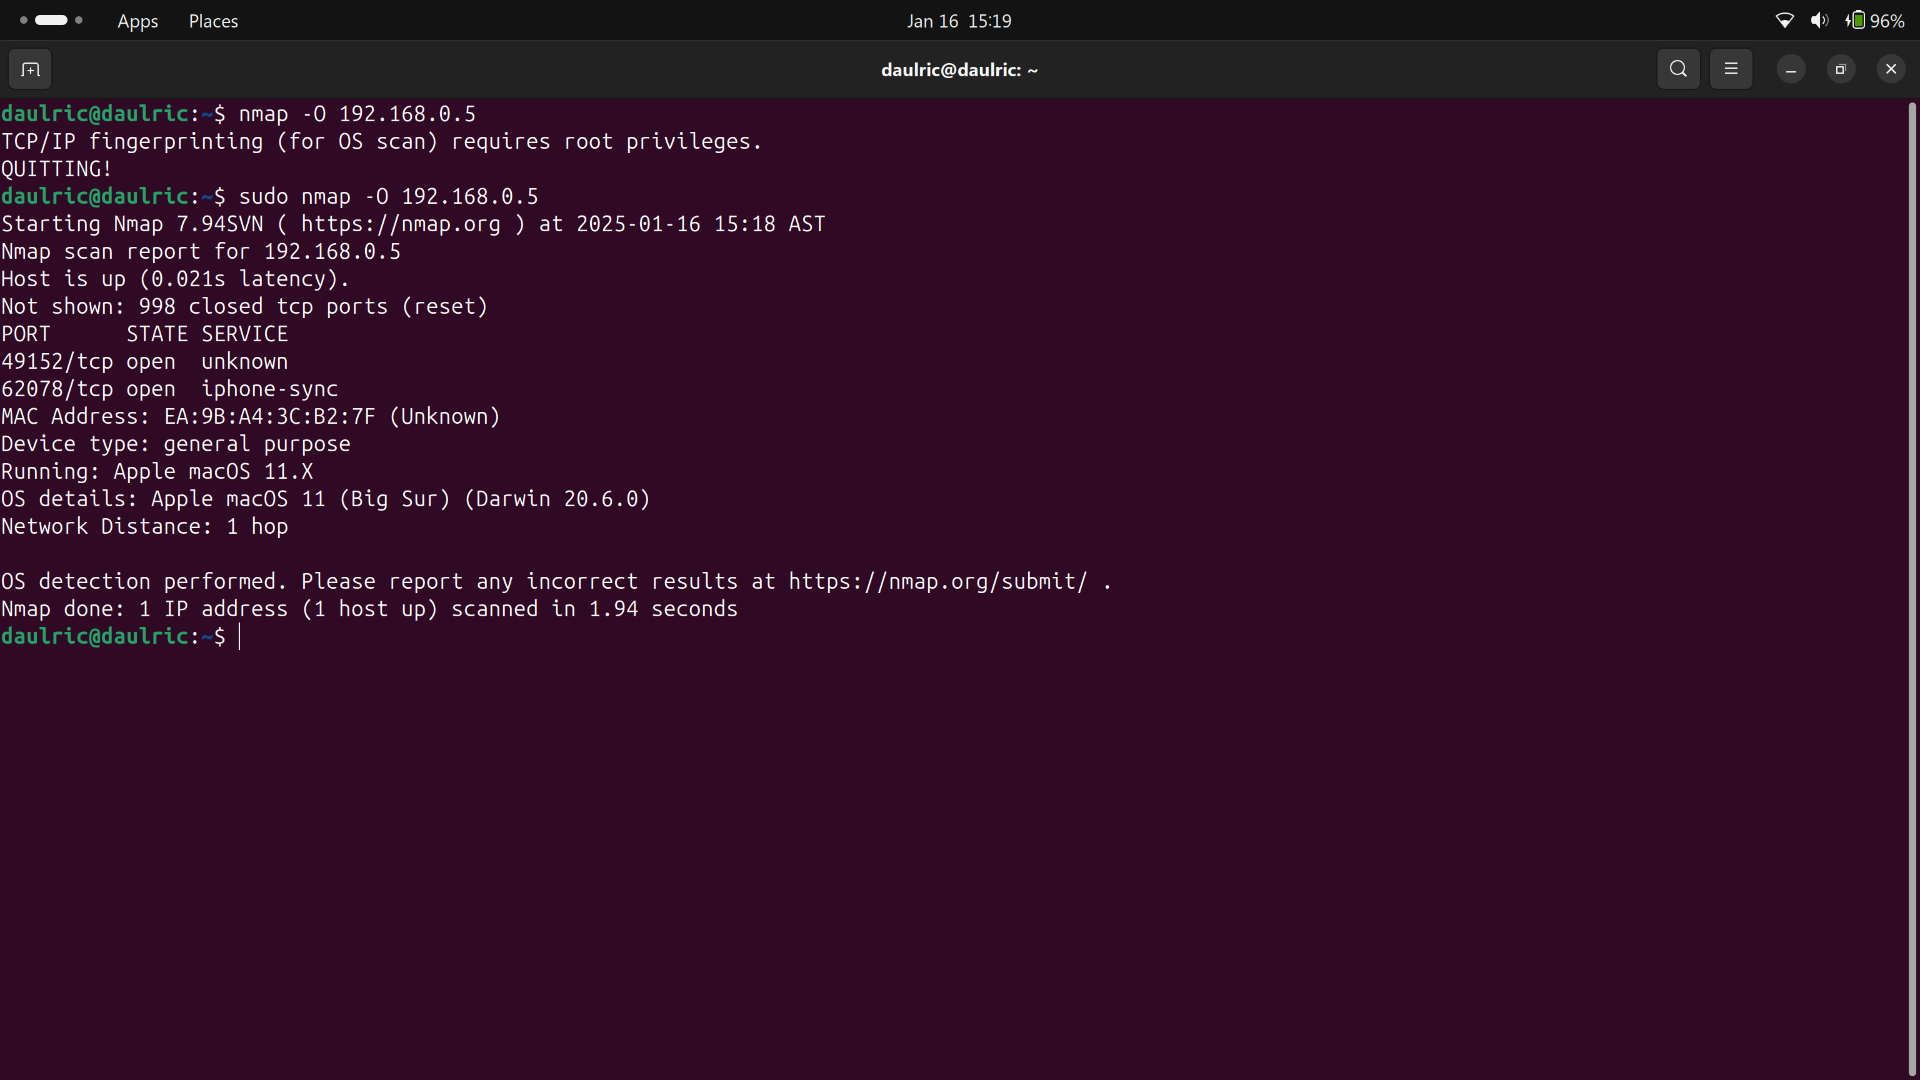 Apps Places Jan 16 15:19 96%
daulric@daulric: ~
daulric@daulric:~$ nmap -O 192.168.0.5
TCP/IP fingerprinting (for OS scan) requires root privileges.
QUITTING!
daulric@daulric:~$ sudo nmap -O 192.168.0.5
Starting Nmap 7.94SVN ( https://nmap.org ) at 2025-01-16 15:18 AST
Nmap scan report for 192.168.0.5
Host is up (0.021s latency).
Not shown: 998 closed tcp ports (reset)
PORT      STATE SERVICE
49152/tcp open  unknown
62078/tcp open  iphone-sync
MAC Address: EA:9B:A4:3C:B2:7F (Unknown)
Device type: general purpose
Running: Apple macOS 11.X
OS details: Apple macOS 11 (Big Sur) (Darwin 20.6.0)
Network Distance: 1 hop
OS detection performed. Please report any incorrect results at https://nmap.org/submit/ .
Nmap done: 1 IP address (1 host up) scanned in 1.94 seconds
daulric@daulric:~$